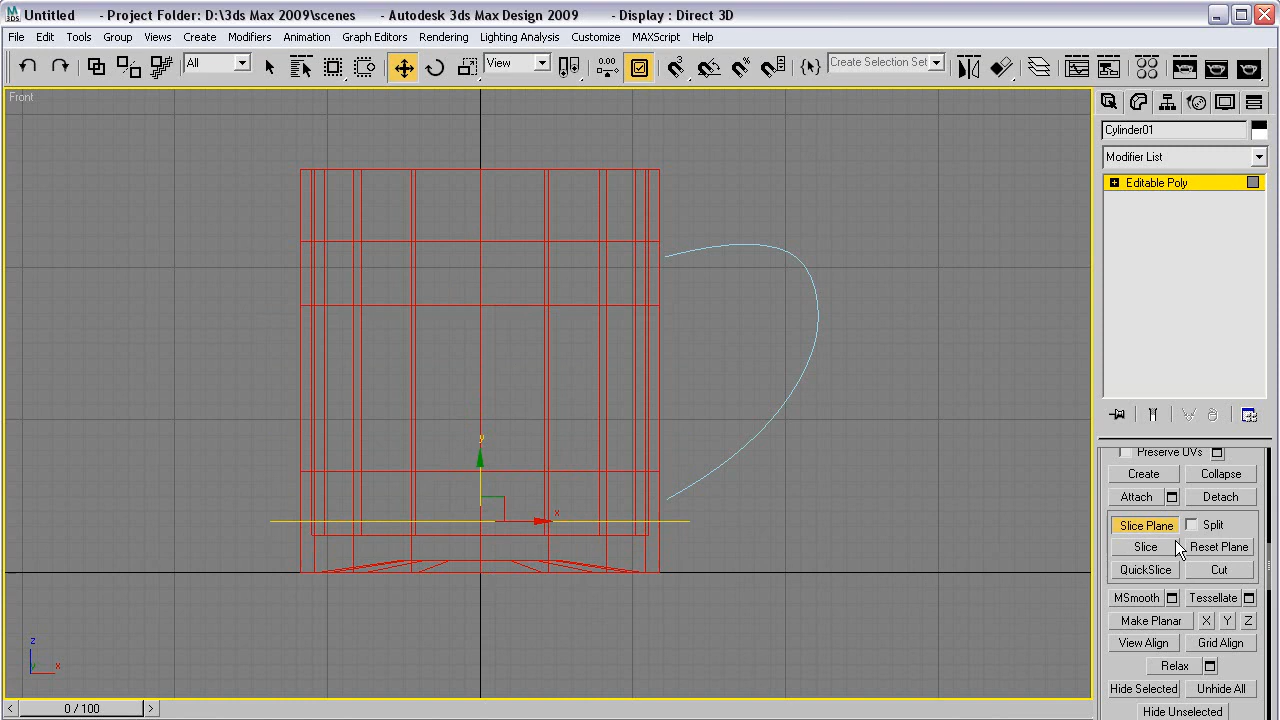 Untitled - Project Folder: D:\3ds Max 2009\scenes - Autodesk 3ds Max Design 2009 - Display : Direct 3D
File Edit Tools Group Views Create Modifiers Animation Graph Editors Rendering Lighting Analysis Customize MAXScript Help
All View 0.00 Create Selection Set
Front
Cylinder01
Modifier List
Editable Poly
Preserve UVs
Create Collapse
Attach Detach
Slice Plane Split
Slice Reset Plane
QuickSlice Cut
MSmooth Tessellate
Make Planar X Y Z
View Align Grid Align
Relax
Hide Selected Unhide All
Hide Unselected
y
x
z
y x
< 0 / 100 >